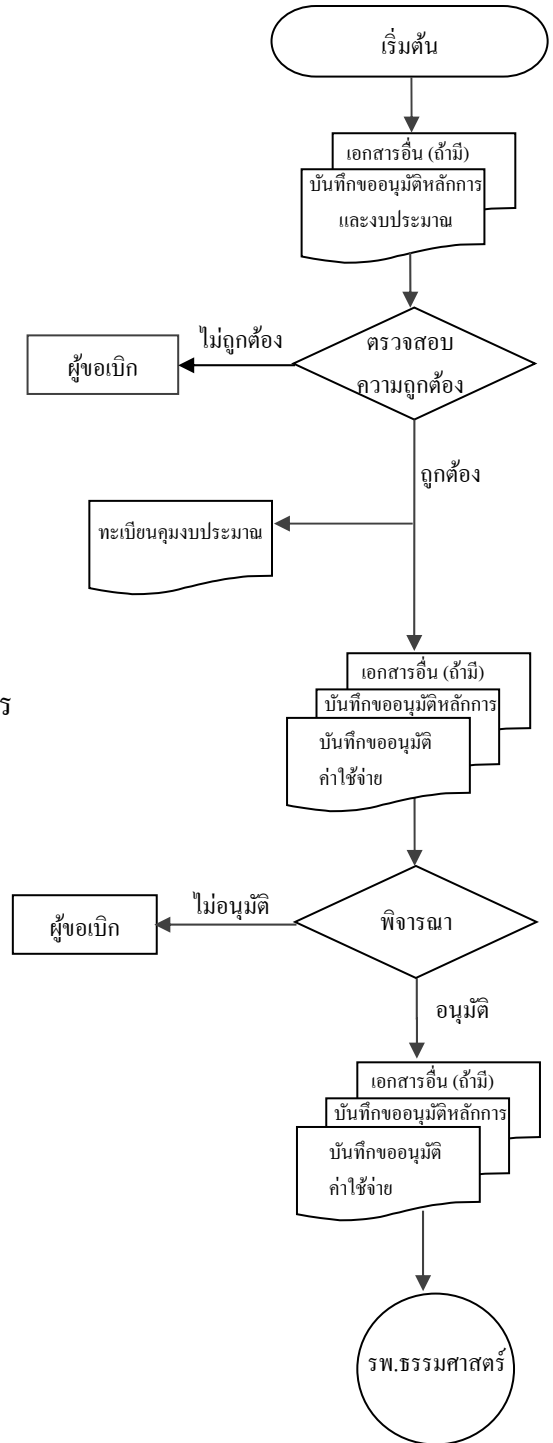 เริ่มต้น
เอกสารอื่น (ถ้ามี)
บันทึกขออนุมัติหลักการ
และงบประมาณ
ไม่ถูกต้อง
ตรวจสอบ
ความถูกต้อง
ผู้ขอเบิก
ถูกต้อง
ทะเบียนคุมงบประมาณ
เอกสารอื่น (ถ้ามี)
บันทึกขออนุมัติหลักการ
ร
บันทึกขออนุมัติ
ค่าใช้จ่าย
ไม่อนุมัติ
พิจารณา
ผู้ขอเบิก
อนุมัติ
เอกสารอื่น (ถ้ามี)
บันทึกขออนุมัติหลักการ
บันทึกขออนุมัติ
ค่าใช้จ่าย
รพ.ธรรมศาสตร์